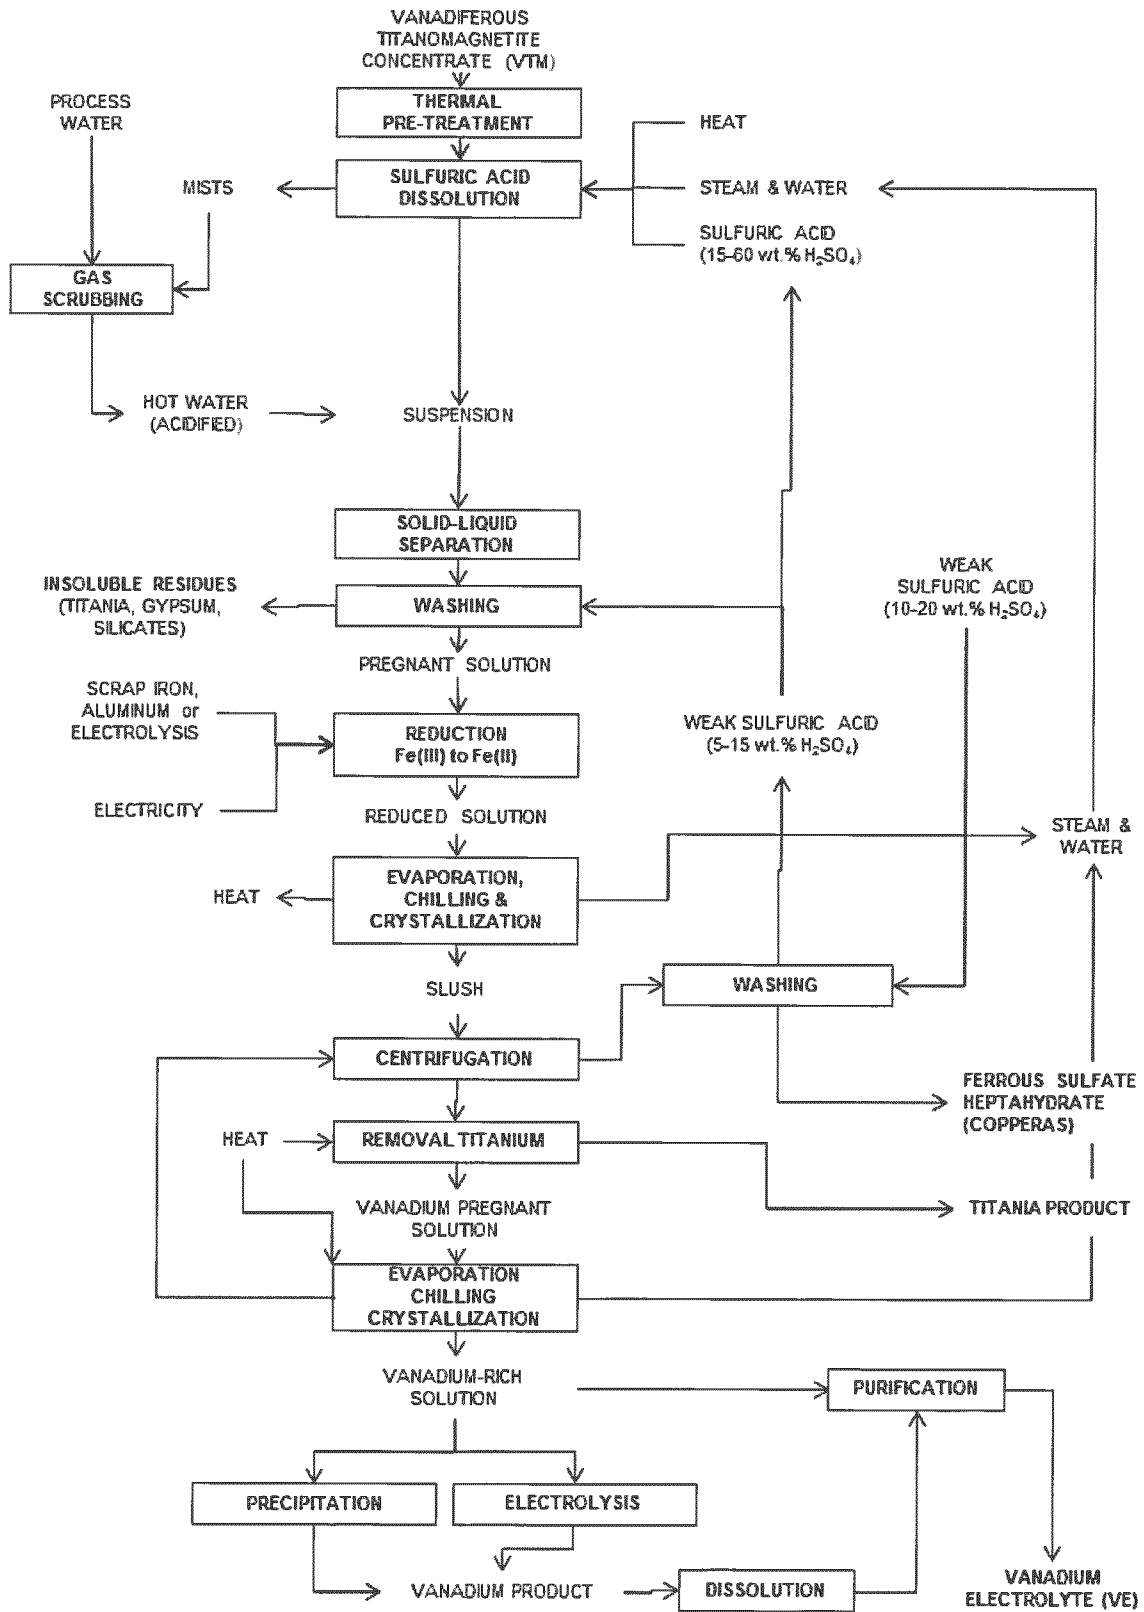 VANADIFEROUS
TITANOMAGNETITE
CONCENTRATE (VTM)
PROCESS
WATER
THERMAL
PRE-TREATMENT
HEAT
MISTS
SULFURIC ACID
DISSOLUTION
STEAM & WATER
SULFURIC ACID
(15-60 wt.% H₂SO₄)
GAS
SCRUBBING
HOT WATER
(ACIDIFIED)
SUSPENSION
SOLID-LIQUID
SEPARATION
INSOLUBLE RESIDUES
(TITANIA, GYPSUM,
SILICATES)
WASHING
WEAK
SULFURIC ACID
(10-20 wt.% H₂SO₄)
PREGNANT SOLUTION
SCRAP IRON,
ALUMINUM or
ELECTROLYSIS
REDUCTION
Fe(III) to Fe(II)
WEAK SULFURIC ACID
(5-15 wt.% H₂SO₄)
ELECTRICITY
REDUCED SOLUTION
STEAM &
WATER
HEAT
EVAPORATION,
CHILLING &
CRYSTALLIZATION
SLUSH
WASHING
CENTRIFUGATION
FERROUS SULFATE
HEPTAHYDRATE
(COPPERAS)
HEAT
REMOVAL TITANIUM
VANADIUM PREGNANT
SOLUTION
TITANIA PRODUCT
EVAPORATION
CHILLING
CRYSTALLIZATION
VANADIUM-RICH
SOLUTION
PURIFICATION
PRECIPITATION
ELECTROLYSIS
VANADIUM PRODUCT
DISSOLUTION
VANADIUM
ELECTROLYTE (VE)